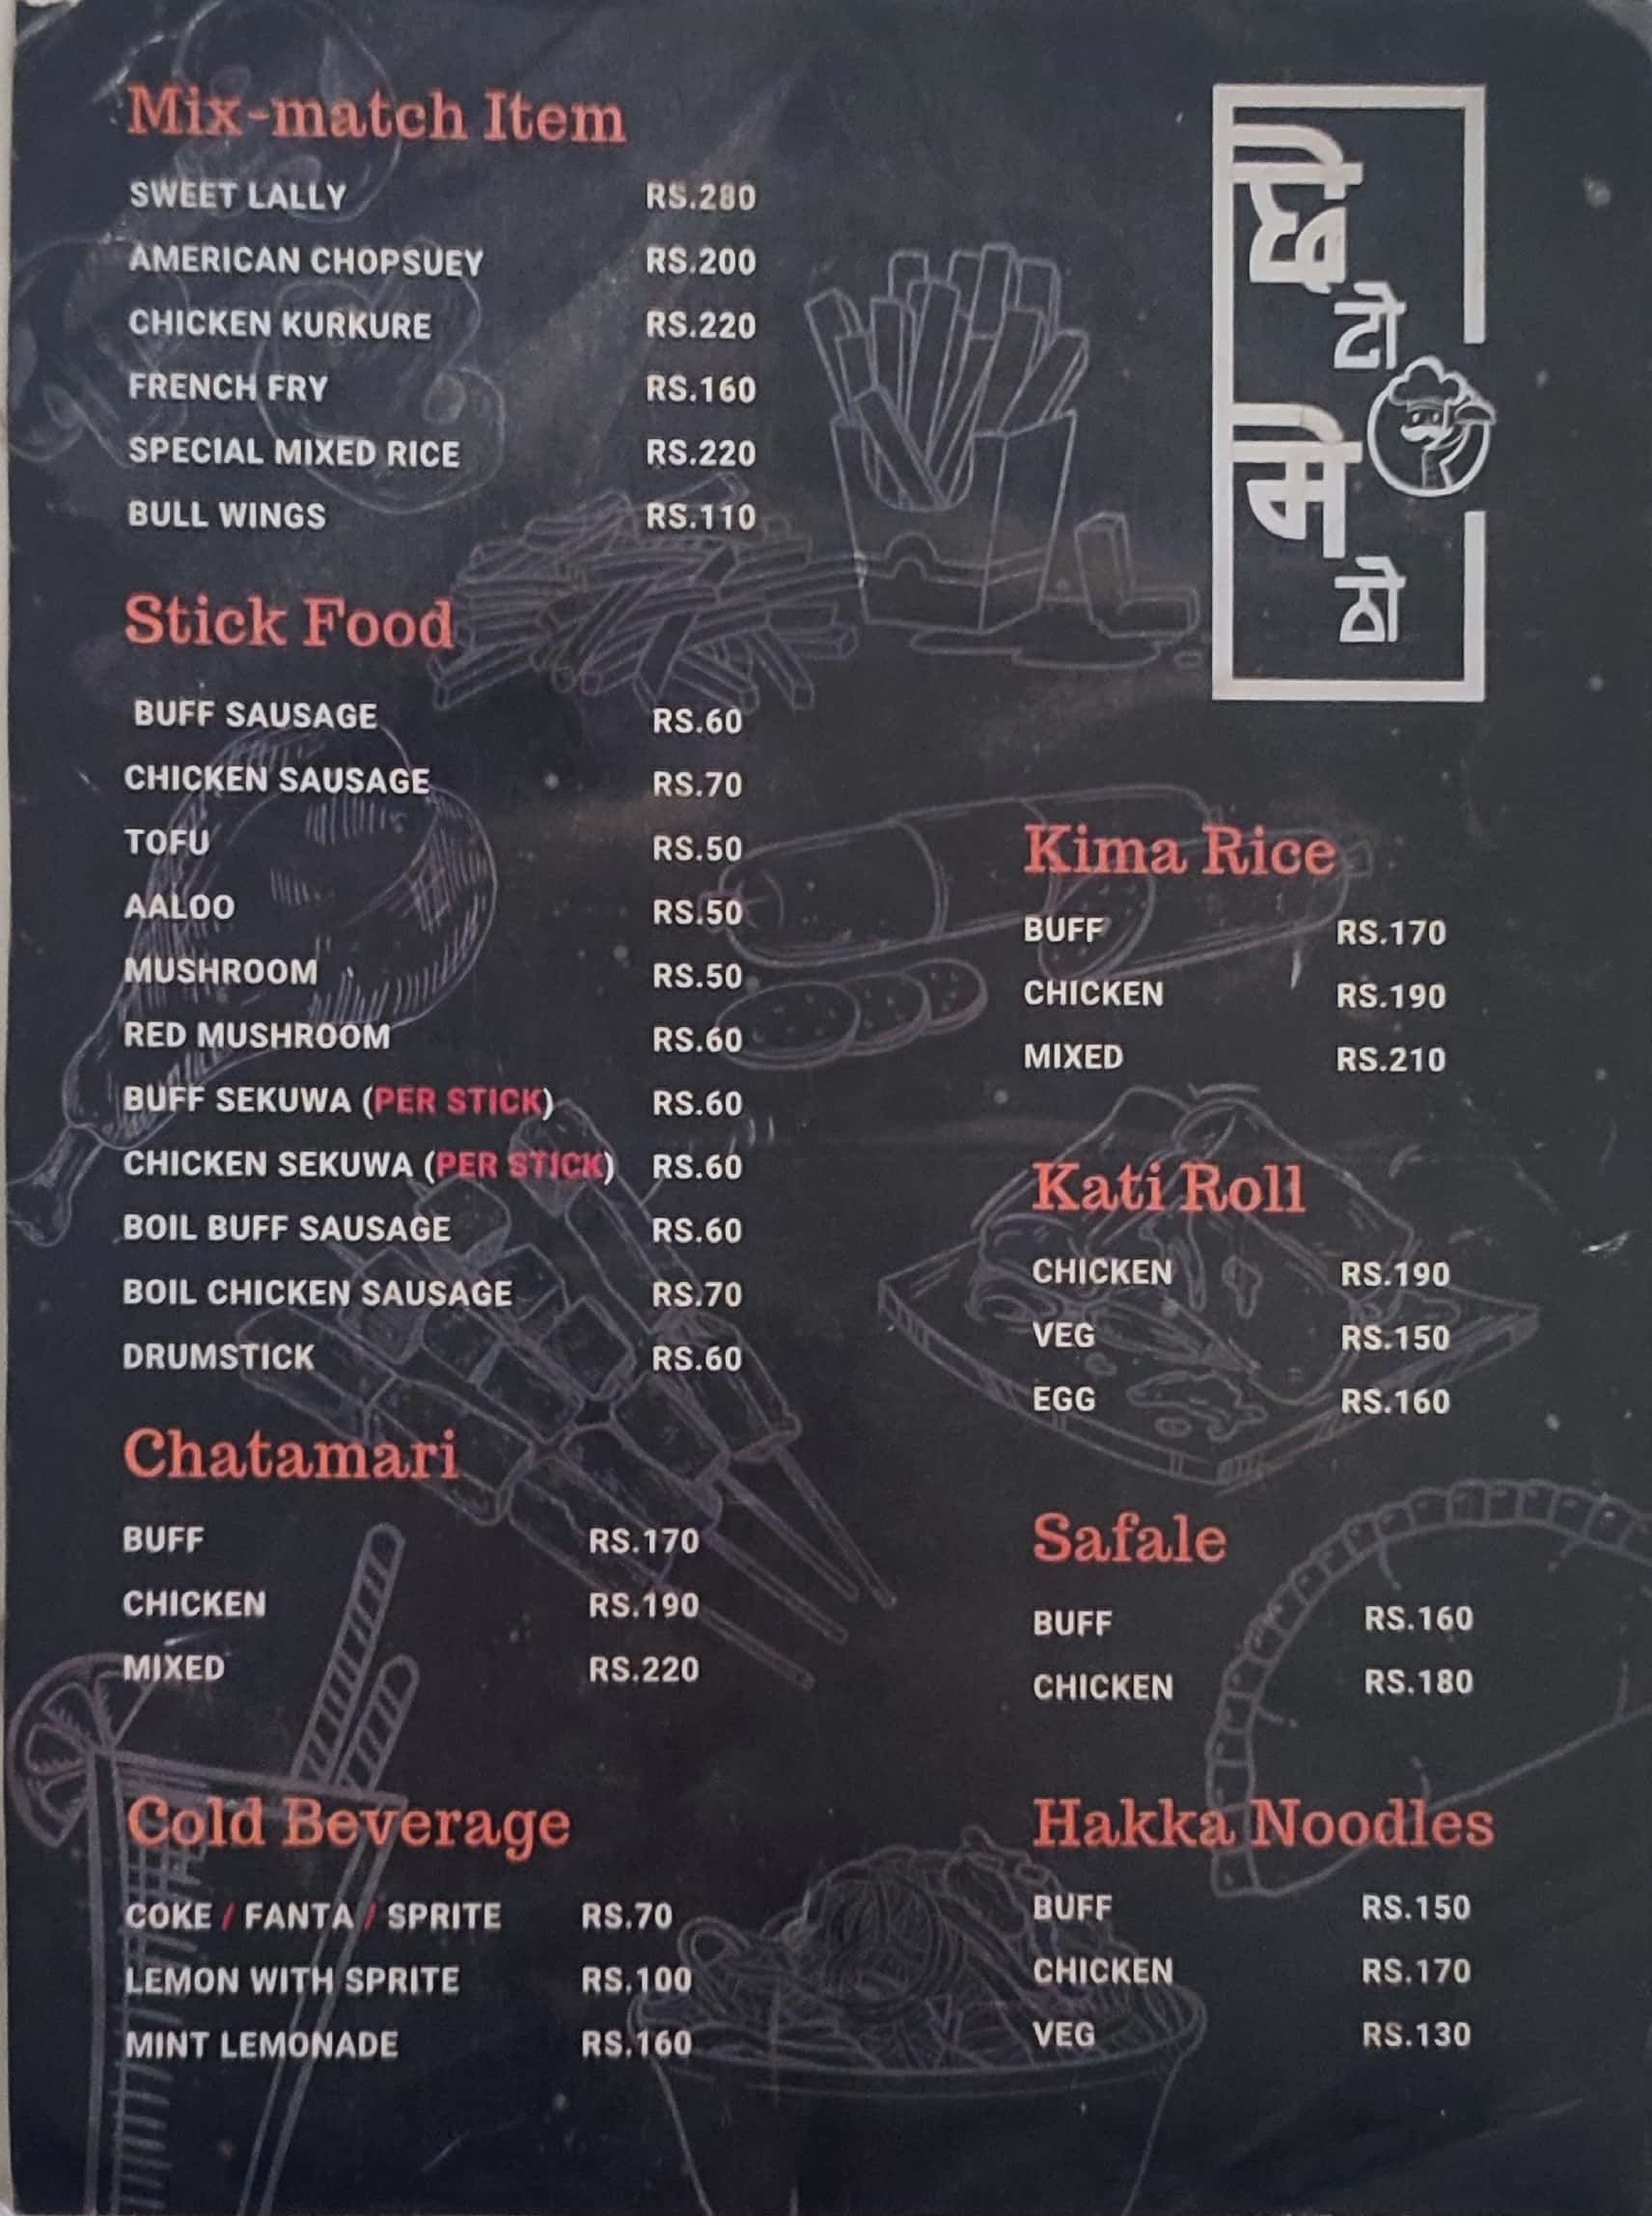 Mix-match Item
SWEET LALLY RS.280
AMERICAN CHOPSUEY RS.200
CHICKEN KURKURE RS.220
FRENCH FRY RS.160
SPECIAL MIXED RICE RS.220
BULL WINGS RS.110
Stick Food
BUFF SAUSAGE RS.60
CHICKEN SAUSAGE RS.70
TOFU RS.50
AALOO RS.50
MUSHROOM RS.50
RED MUSHROOM RS.60
BUFF SEKUWA (PER STICK) RS.60
CHICKEN SEKUWA (PER STICK) RS.60
BOIL BUFF SAUSAGE RS.60
BOIL CHICKEN SAUSAGE RS.70
DRUMSTICK RS.60
Chatamari
BUFF RS.170
CHICKEN RS.190
MIXED RS.220
Cold Beverage
COKE / FANTA / SPRITE RS.70
LEMON WITH SPRITE RS.100
MINT LEMONADE RS.160
छिटो
मिठो
Kima Rice
BUFF RS.170
CHICKEN RS.190
MIXED RS.210
Kati Roll
CHICKEN RS.190
VEG RS.150
EGG RS.160
Safale
BUFF RS.160
CHICKEN RS.180
Hakka Noodles
BUFF RS.150
CHICKEN RS.170
VEG RS.130